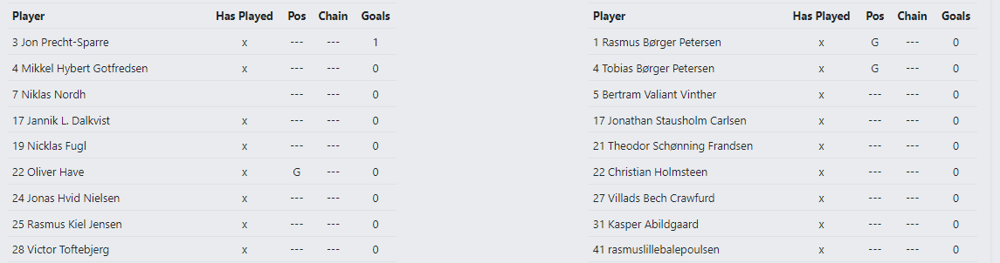 Player Has Played Pos Chain Goals
3 Jon Precht-Sparre x --- --- 1
4 Mikkel Hybert Gotfredsen x --- --- 0
7 Niklas Nordh --- --- 0
17 Jannik L. Dalkvist x --- --- 0
19 Nicklas Fugl x --- --- 0
22 Oliver Have x G --- 0
24 Jonas Hvid Nielsen x --- --- 0
25 Rasmus Kiel Jensen x --- --- 0
28 Victor Toftebjerg x --- --- 0
Player Has Played Pos Chain Goals
1 Rasmus Børger Petersen x G --- 0
4 Tobias Børger Petersen x G --- 0
5 Bertram Valiant Vinther x --- --- 0
17 Jonathan Stausholm Carlsen x --- --- 0
21 Theodor Schønning Frandsen x --- --- 0
22 Christian Holmsteen x --- --- 0
27 Villads Bech Crawfurd x --- --- 0
31 Kasper Abildgaard x --- --- 0
41 rasmuslillebalepoulsen x --- --- 0